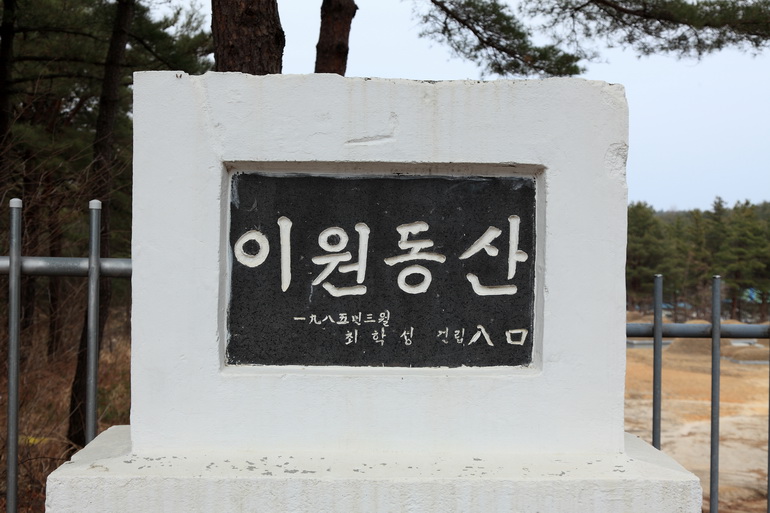 이원동산
一九八五년三월
최학성 건립 入口